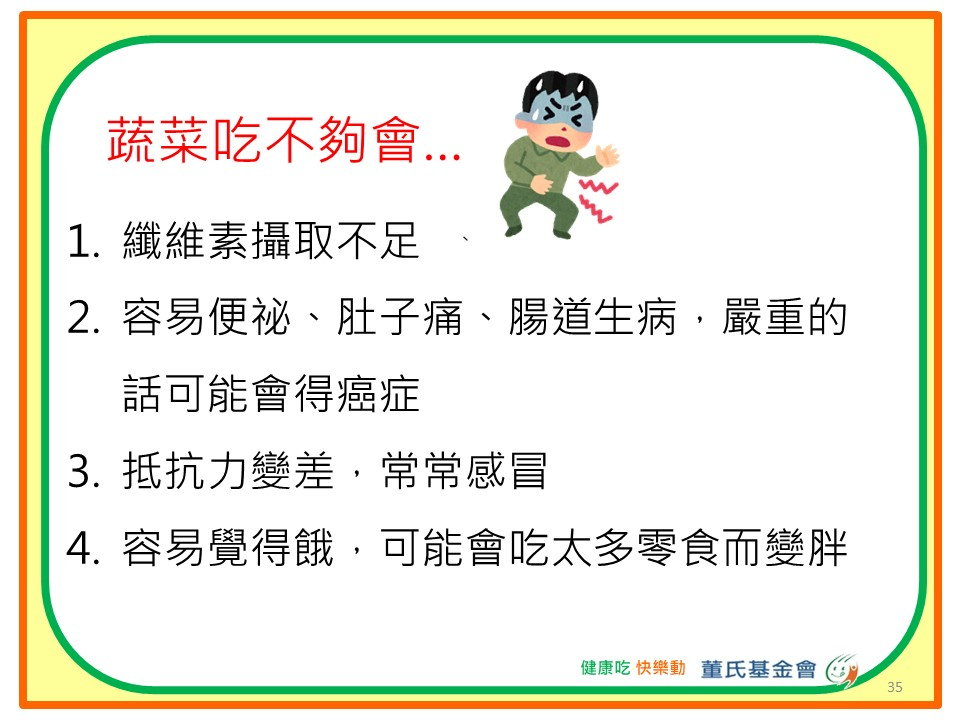 蔬菜吃不夠會…
1. 纖維素攝取不足 、
2. 容易便祕、肚子痛、腸道生病，嚴重的
話可能會得癌症
3. 抵抗力變差，常常感冒
4. 容易覺得餓，可能會吃太多零食而變胖
健康吃 快樂動 董氏基金會
35